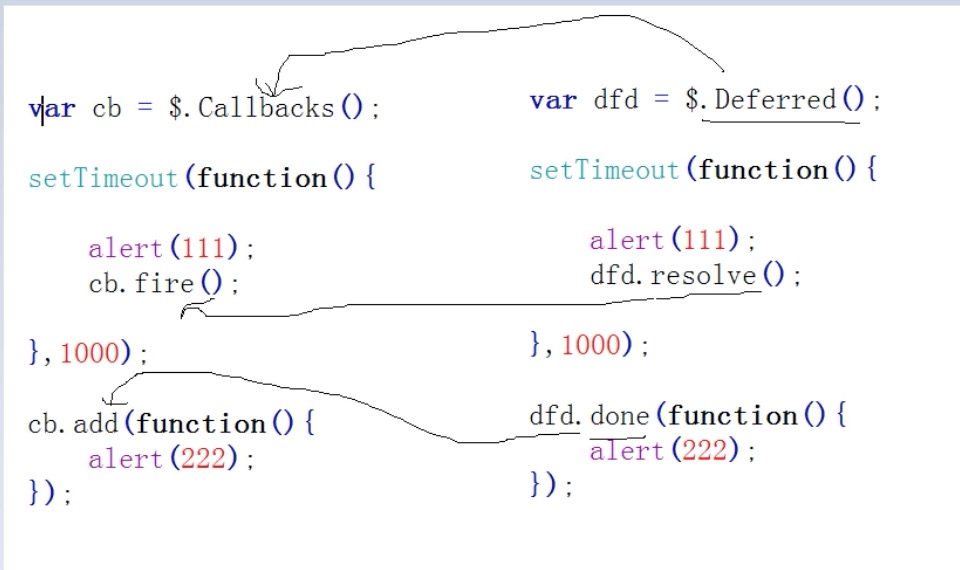 var cb = $.Callbacks();
setTimeout(function(){
alert(111);
cb.fire();
},1000);
cb.add(function(){
alert(222);
});
var dfd = $.Deferred();
setTimeout(function(){
alert(111);
dfd.resolve();
},1000);
dfd.done(function(){
alert(222);
});